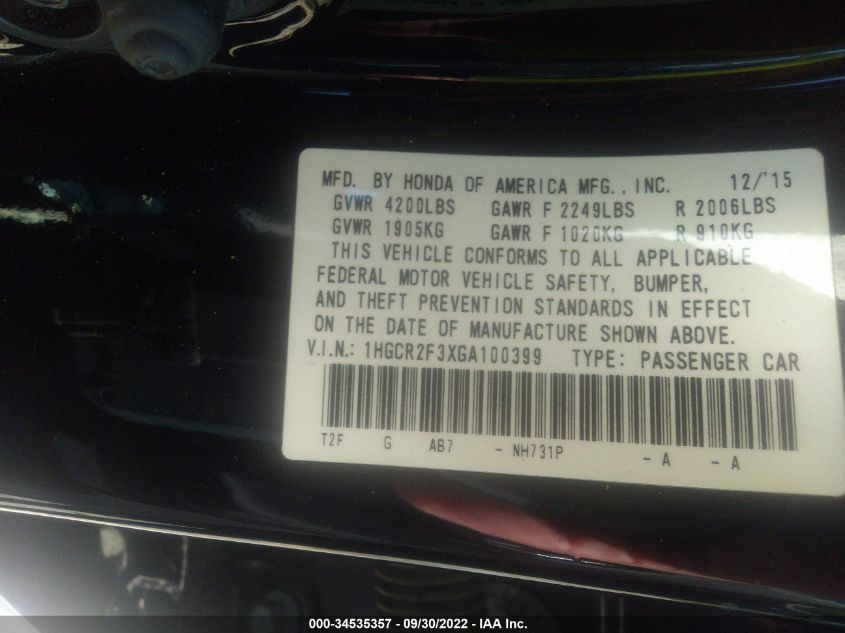 MFD. BY HONDA OF AMERICA MFG., INC. 12/'15
GVWR 4200LBS GAWR F 2249LBS R 2006LBS
GVWR 1905KG GAWR F 1020KG R 910KG
THIS VEHICLE CONFORMS TO ALL APPLICABLE
FEDERAL MOTOR VEHICLE SAFETY, BUMPER,
AND THEFT PREVENTION STANDARDS IN EFFECT
ON THE DATE OF MANUFACTURE SHOWN ABOVE.
V.I.N.: 1HGCR2F3XGA100399 TYPE: PASSENGER CAR
T2F G AB7 - NH731P - A - A
000-34535357 - 09/30/2022 - IAA Inc.